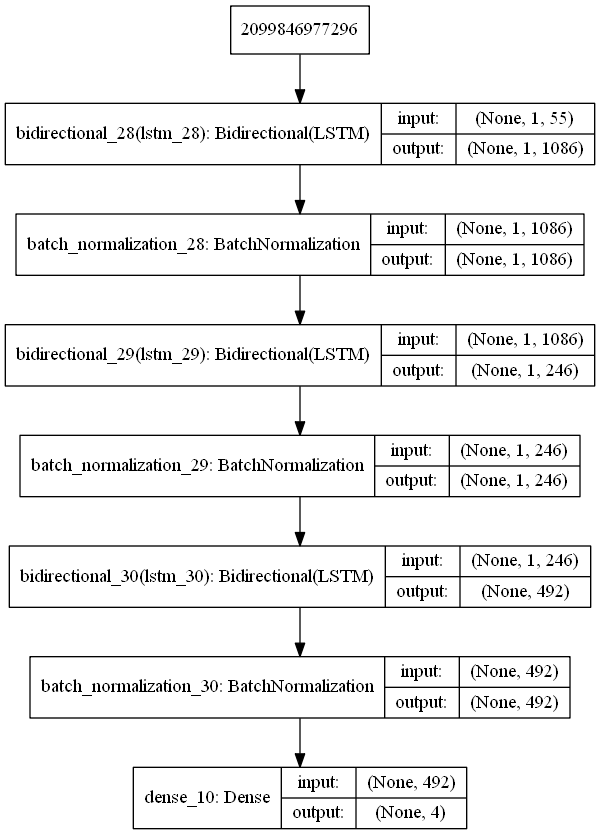 2099846977296
bidirectional_28(lstm_28): Bidirectional(LSTM)
input: (None, 1, 55)
output: (None, 1, 1086)
batch_normalization_28: BatchNormalization
input: (None, 1, 1086)
output: (None, 1, 1086)
bidirectional_29(lstm_29): Bidirectional(LSTM)
input: (None, 1, 1086)
output: (None, 1, 246)
batch_normalization_29: BatchNormalization
input: (None, 1, 246)
output: (None, 1, 246)
bidirectional_30(lstm_30): Bidirectional(LSTM)
input: (None, 1, 246)
output: (None, 492)
batch_normalization_30: BatchNormalization
input: (None, 492)
output: (None, 492)
dense_10: Dense
input: (None, 492)
output: (None, 4)